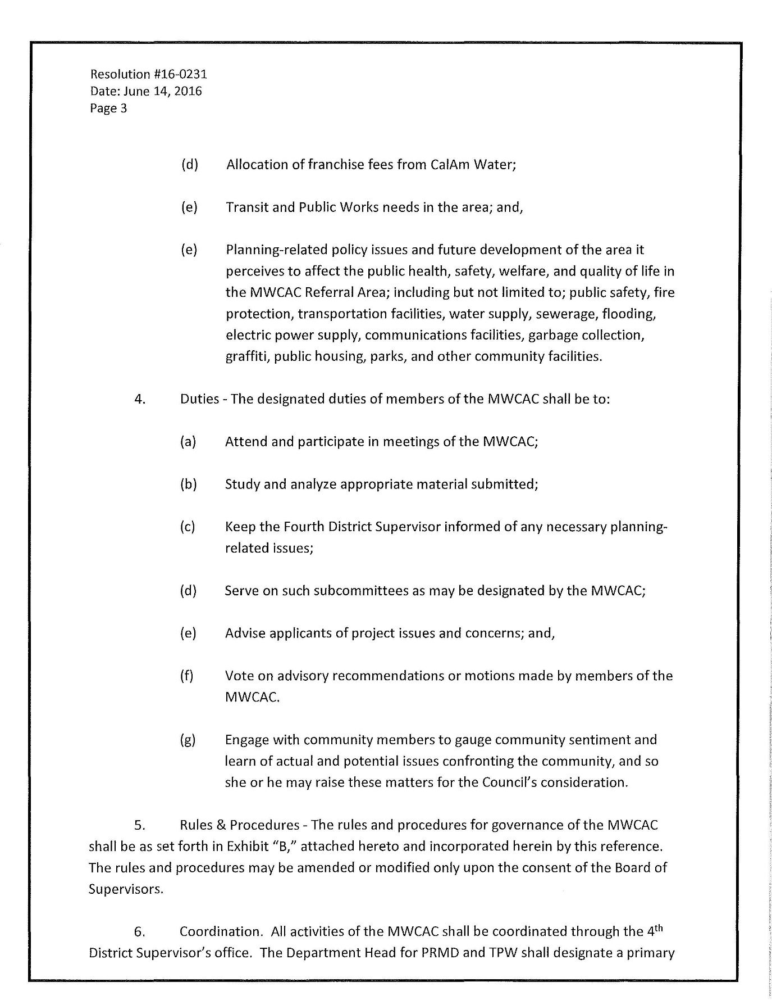 Resolution #16-0231
Date: June 14, 2016
Page 3
(d) Allocation of franchise fees from CalAm Water;
(e) Transit and Public Works needs in the area; and,
(e) Planning-related policy issues and future development of the area it
perceives to affect the public health, safety, welfare, and quality of life in
the MWCAC Referral Area; including but not limited to; public safety, fire
protection, transportation facilities, water supply, sewerage, flooding,
electric power supply, communications facilities, garbage collection,
graffiti, public housing, parks, and other community facilities.
4. Duties - The designated duties of members of the MWCAC shall be to:
(a) Attend and participate in meetings of the MWCAC;
(b) Study and analyze appropriate material submitted;
(c) Keep the Fourth District Supervisor informed of any necessary planning-
related issues;
(d) Serve on such subcommittees as may be designated by the MWCAC;
(e) Advise applicants of project issues and concerns; and,
(f) Vote on advisory recommendations or motions made by members of the
MWCAC.
(g) Engage with community members to gauge community sentiment and
learn of actual and potential issues confronting the community, and so
she or he may raise these matters for the Council's consideration.
5. Rules & Procedures - The rules and procedures for governance of the MWCAC
shall be as set forth in Exhibit "B," attached hereto and incorporated herein by this reference.
The rules and procedures may be amended or modified only upon the consent of the Board of
Supervisors.
6. Coordination. All activities of the MWCAC shall be coordinated through the 4th
District Supervisor's office. The Department Head for PRMD and TPW shall designate a primary